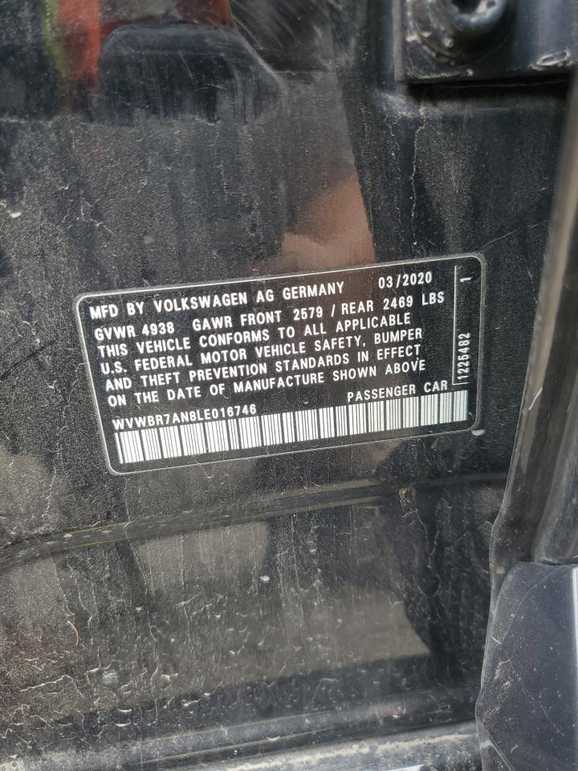 MFD BY VOLKSWAGEN AG GERMANY 03/2020
GVWR 4938 GAWR FRONT 2579 / REAR 2469 LBS
THIS VEHICLE CONFORMS TO ALL APPLICABLE
U.S. FEDERAL MOTOR VEHICLE SAFETY, BUMPER
AND THEFT PREVENTION STANDARDS IN EFFECT
ON THE DATE OF MANUFACTURE SHOWN ABOVE
WVWBR7AN8LE016746 PASSENGER CAR
1225482 1